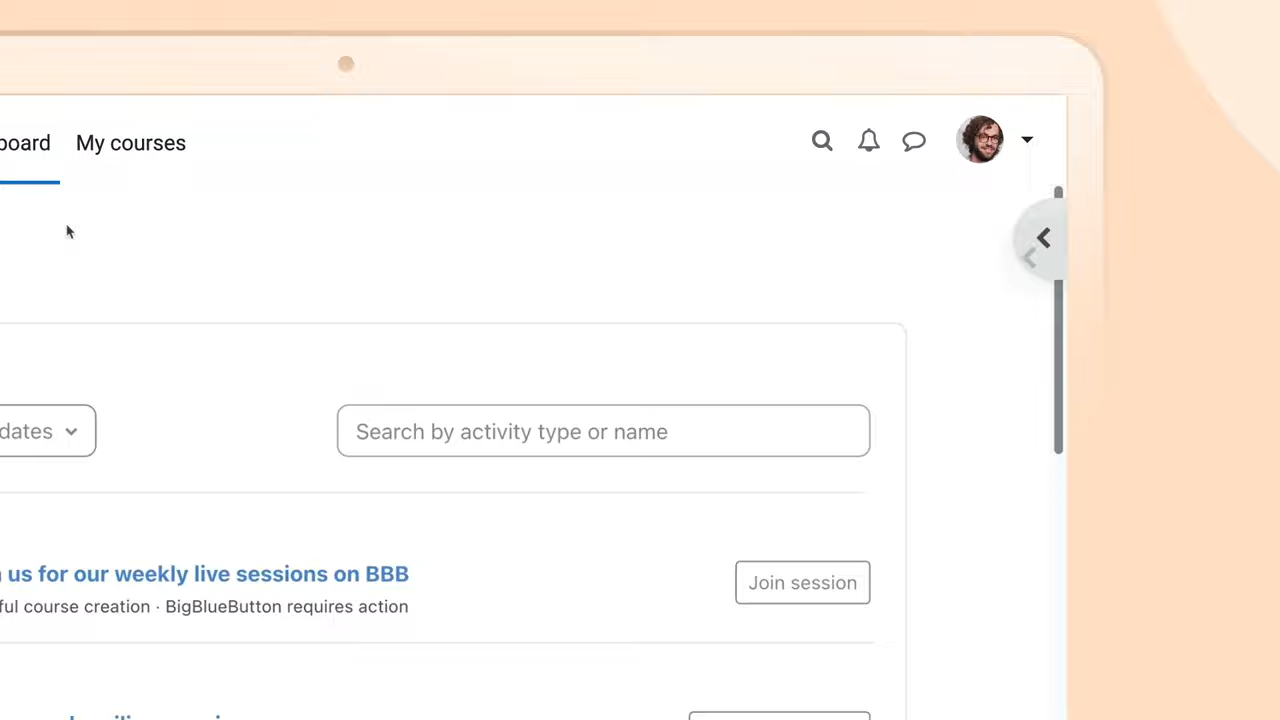 board My courses
dates
Search by activity type or name
us for our weekly live sessions on BBB
Join session
ful course creation · BigBlueButton requires action